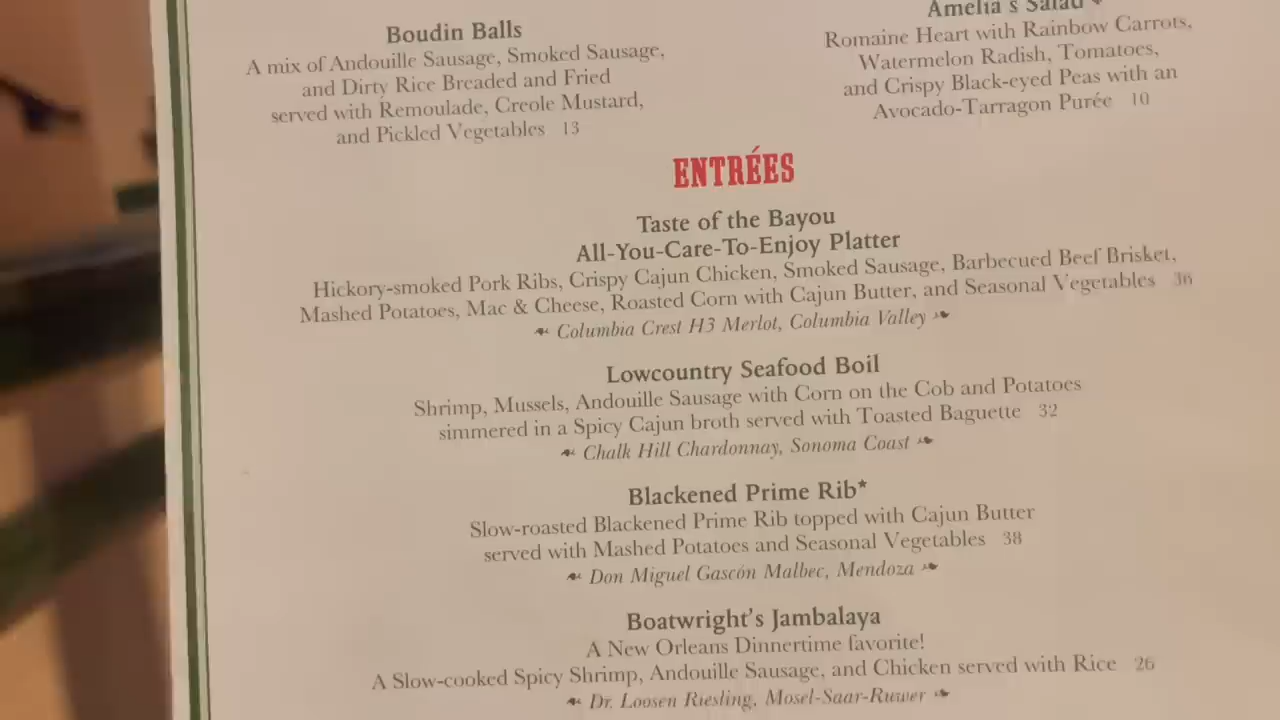 Boudin Balls
A mix of Andouille Sausage, Smoked Sausage,
and Dirty Rice Breaded and Fried
served with Remoulade, Creole Mustard,
and Pickled Vegetables 13
Amelia's Salad
Romaine Heart with Rainbow Carrots,
Watermelon Radish, Tomatoes,
and Crispy Black-eyed Peas with an
Avocado-Tarragon Purée 10
ENTRÉES
Taste of the Bayou
All-You-Care-To-Enjoy Platter
Hickory-smoked Pork Ribs, Crispy Cajun Chicken, Smoked Sausage, Barbecued Beef Brisket,
Mashed Potatoes, Mac & Cheese, Roasted Corn with Cajun Butter, and Seasonal Vegetables 36
Columbia Crest H3 Merlot, Columbia Valley
Lowcountry Seafood Boil
Shrimp, Mussels, Andouille Sausage with Corn on the Cob and Potatoes
simmered in a Spicy Cajun broth served with Toasted Baguette 32
Chalk Hill Chardonnay, Sonoma Coast
Blackened Prime Rib*
Slow-roasted Blackened Prime Rib topped with Cajun Butter
served with Mashed Potatoes and Seasonal Vegetables 38
Don Miguel Gascón Malbec, Mendoza
Boatwright's Jambalaya
A New Orleans Dinnertime favorite!
A Slow-cooked Spicy Shrimp, Andouille Sausage, and Chicken served with Rice 26
Dr. Loosen Riesling, Mosel-Saar-Ruwer